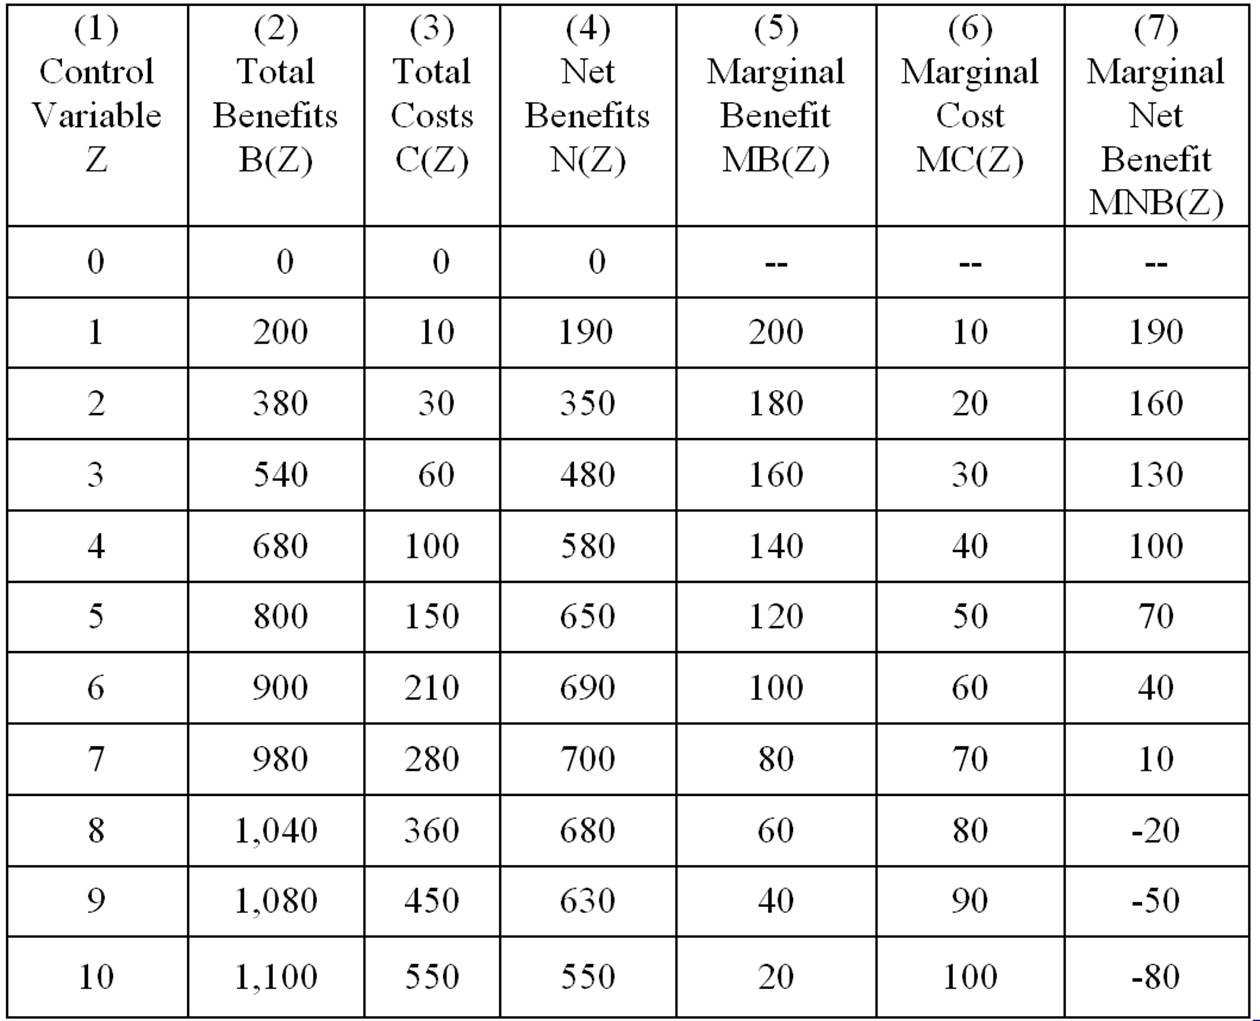 (1) (2) (3) (4) (5) (6) (7)
Control Total Total Net Marginal Marginal Marginal
Variable Benefits Costs Benefits Benefit Cost Net
Z B(Z) C(Z) N(Z) MB(Z) MC(Z) Benefit
MNB(Z)
0 0 0 0 -- -- --
1 200 10 190 200 10 190
2 380 30 350 180 20 160
3 540 60 480 160 30 130
4 680 100 580 140 40 100
5 800 150 650 120 50 70
6 900 210 690 100 60 40
7 980 280 700 80 70 10
8 1,040 360 680 60 80 -20
9 1,080 450 630 40 90 -50
10 1,100 550 550 20 100 -80